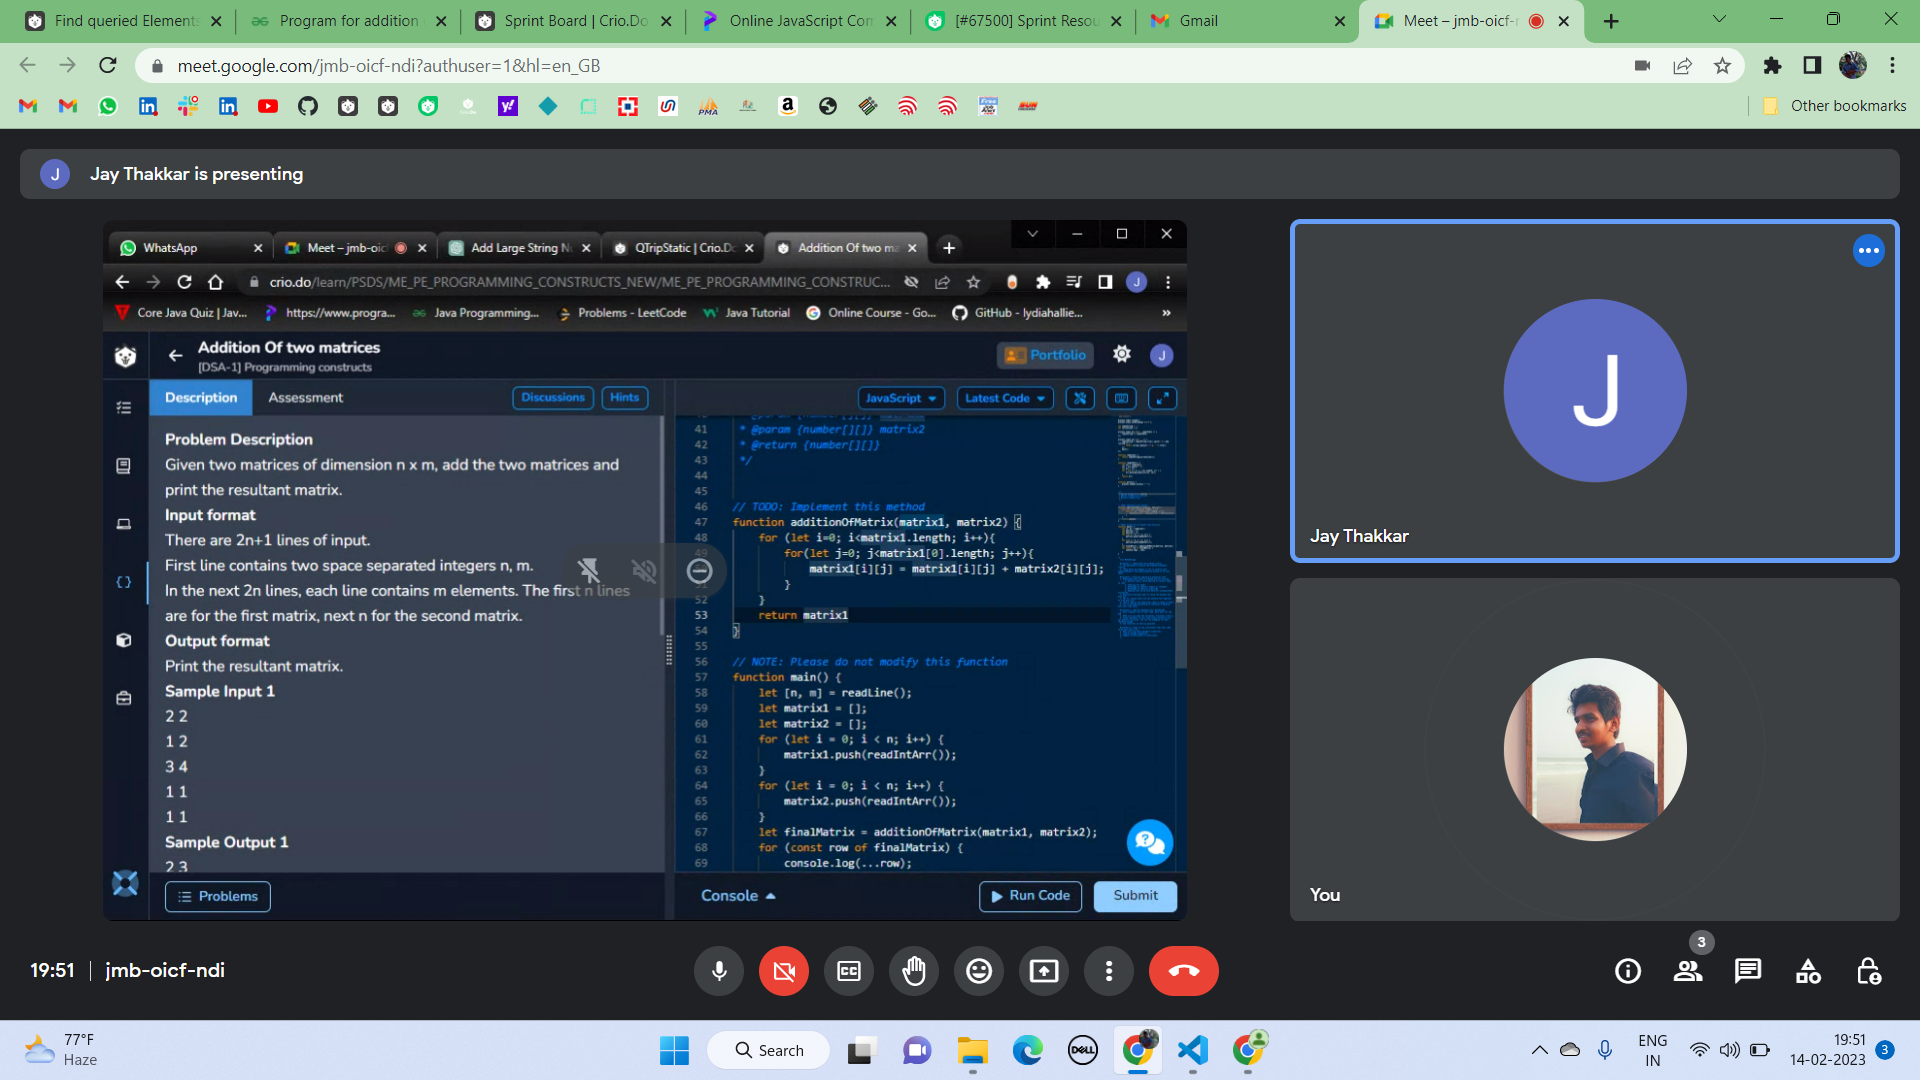 Find queried Elements
Program for addition
Sprint Board | Crio.Do
Online JavaScript Com
[#67500] Sprint Resou
Gmail
Meet – jmb-oicf-n
meet.google.com/jmb-oicf-ndi?authuser=1&hl=en_GB
Other bookmarks
J
Jay Thakkar is presenting
WhatsApp
Meet – jmb-oic
Add Large String N
QTripStatic | Crio.Do
Addition Of two ma
crio.do/learn/PSDS/ME_PE_PROGRAMMING_CONSTRUCTS_NEW/ME_PE_PROGRAMMING_CONSTRUC...
J
Core Java Quiz | Jav...
https://www.progra...
Java Programming...
Problems - LeetCode
Java Tutorial
Online Course - Go...
GitHub - lydiahallie...
»
Addition Of two matrices
[DSA-1] Programming constructs
Portfolio
J
Description
Assessment
Discussions
Hints
JavaScript
Latest Code
Problem Description
Given two matrices of dimension n x m, add the two matrices and
print the resultant matrix.
Input format
There are 2n+1 lines of input.
First line contains two space separated integers n, m.
In the next 2n lines, each line contains m elements. The first n lines
are for the first matrix, next n for the second matrix.
Output format
Print the resultant matrix.
Sample Input 1
2 2
1 2
3 4
1 1
1 1
Sample Output 1
2 3
Problems
41 * @param {number[][]} matrix2
42 * @return {number[][]}
43 */
44
45
46 // TODO: Implement this method
47 function additionOfMatrix(matrix1, matrix2) {
48 for (let i=0; i<matrix1.length; i++){
49 for(let j=0; j<matrix1[0].length; j++){
matrix1[i][j] = matrix1[i][j] + matrix2[i][j];
}
52 }
53 return matrix1
54 }
55
56 // NOTE: Please do not modify this function
57 function main() {
58 let [n, m] = readLine();
59 let matrix1 = [];
60 let matrix2 = [];
61 for (let i = 0; i < n; i++) {
62 matrix1.push(readIntArr());
63 }
64 for (let i = 0; i < n; i++) {
65 matrix2.push(readIntArr());
66 }
67 let finalMatrix = additionOfMatrix(matrix1, matrix2);
68 for (const row of finalMatrix) {
69 console.log(...row);
Console
Run Code
Submit
J
Jay Thakkar
You
19:51 | jmb-oicf-ndi
3
77°F
Haze
Search
DELL
ENG
IN
19:51
14-02-2023
3